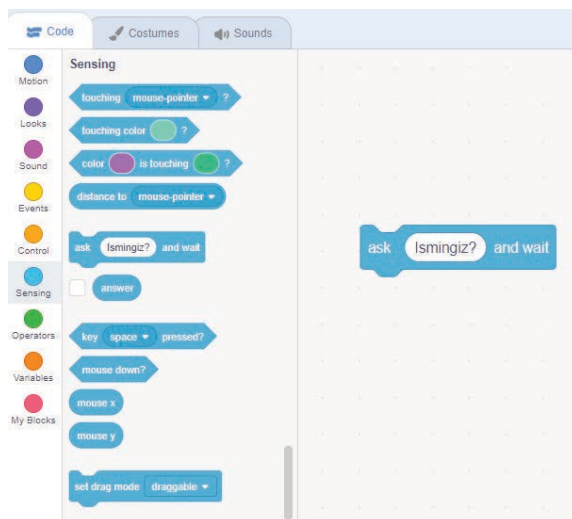 Code Costumes Sounds
Motion
Looks
Sound
Events
Control
Sensing
Operators
Variables
My Blocks
Sensing
touching mouse-pointer ?
touching color ?
color is touching ?
distance to mouse-pointer
ask Ismingiz? and wait
answer
key space pressed?
mouse down?
mouse x
mouse y
set drag mode draggable
ask Ismingiz? and wait